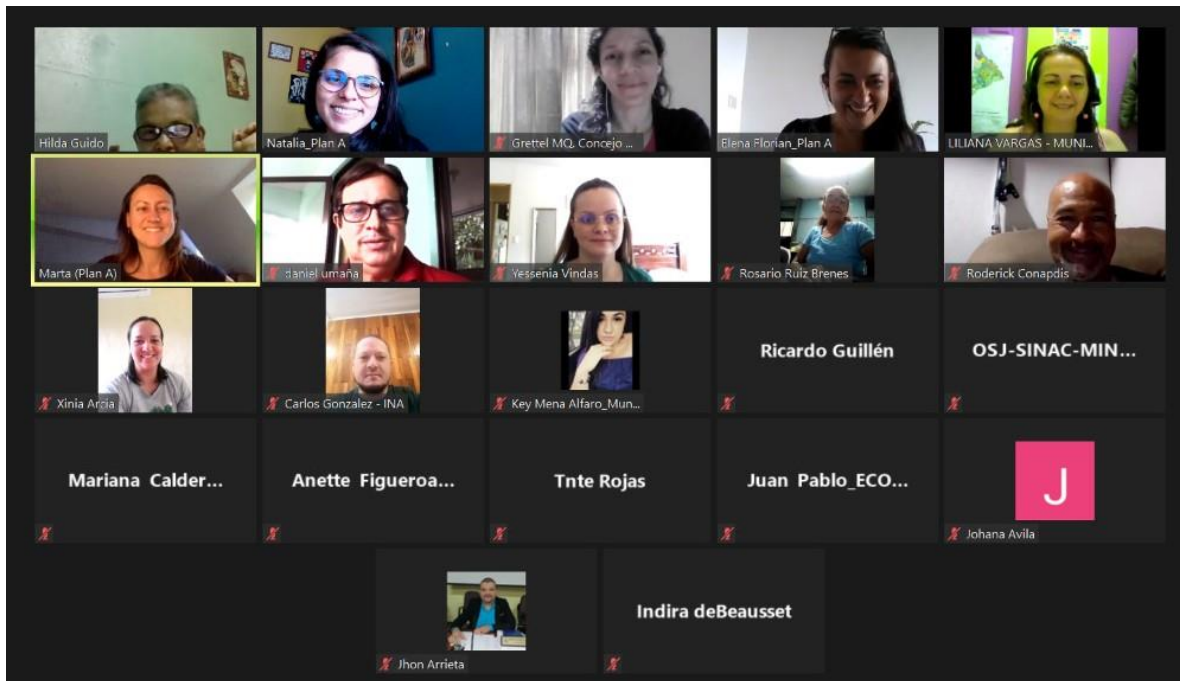 Hilda Guido
Natalia_Plan A
Grettel MQ. Concejo ...
Elena Florian_Plan A
LILIANA VARGAS - MUNI...
Marta (Plan A)
daniel umaña
Yessenia Vindas
Rosario Ruiz Brenes
Roderick Conapdis
Xinia Arcia
Carlos Gonzalez - INA
Key Mena Alfaro_Mun...
Ricardo Guillén
OSJ-SINAC-MIN...
Mariana Calder...
Anette Figueroa...
Tnte Rojas
Juan Pablo_ECO...
J
Johana Avila
Jhon Arrieta
Indira deBeausset